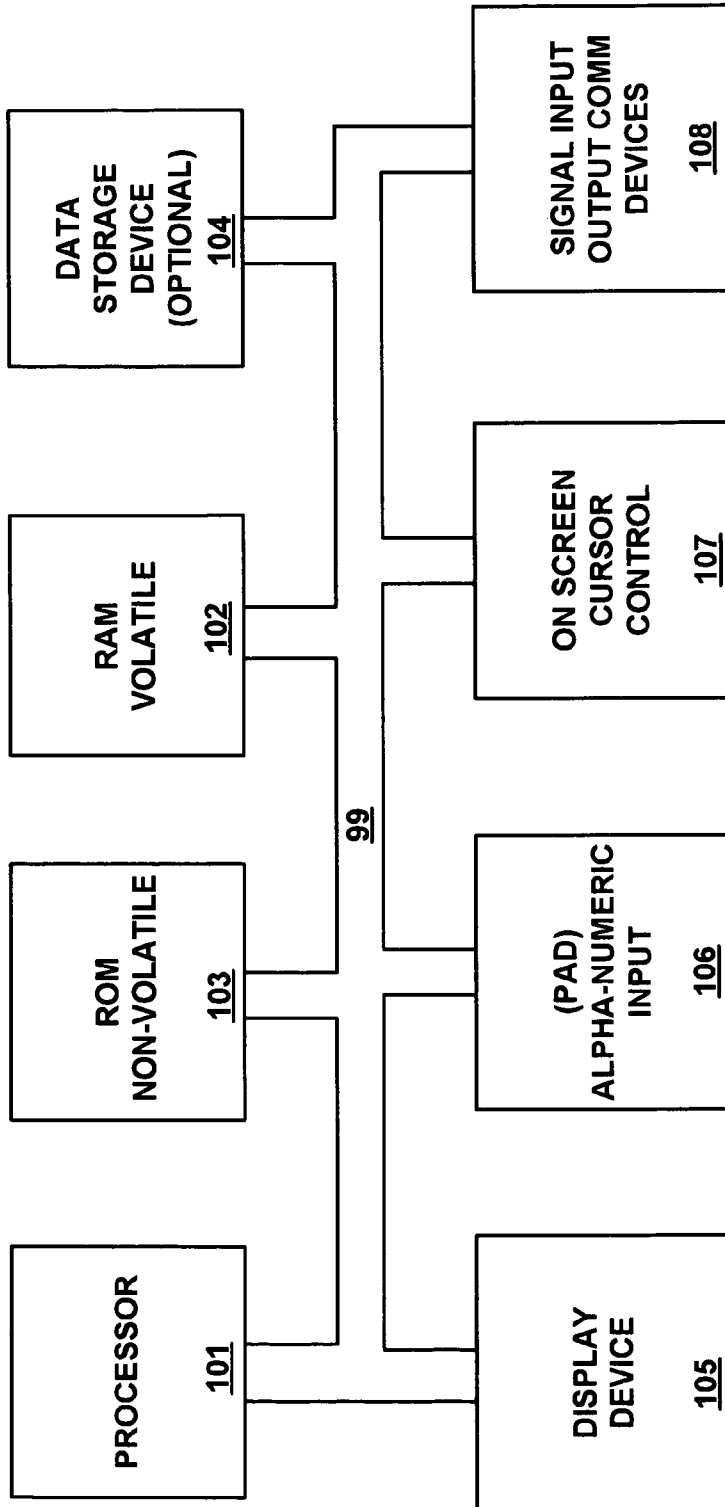 PROCESSOR
101
ROM
NON-VOLATILE
103
RAM
VOLATILE
102
DATA
STORAGE
DEVICE
(OPTIONAL)
104
99
DISPLAY
DEVICE
105
(PAD)
ALPHA-NUMERIC
INPUT
106
ON SCREEN
CURSOR
CONTROL
107
SIGNAL INPUT
OUTPUT COMM
DEVICES
108